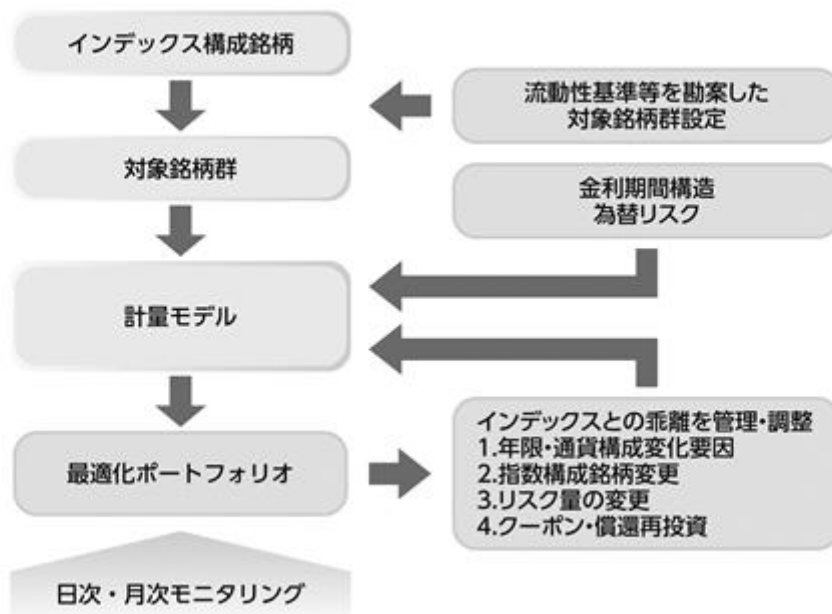 インデックス構成銘柄
流動性基準等を勘案した
対象銘柄群設定
対象銘柄群
金利期間構造
為替リスク
計量モデル
最適化ポートフォリオ
インデックスとの乖離を管理・調整
1.年限・通貨構成変化要因
2.指数構成銘柄変更
3.リスク量の変更
4.クーポン・償還再投資
日次・月次モニタリング